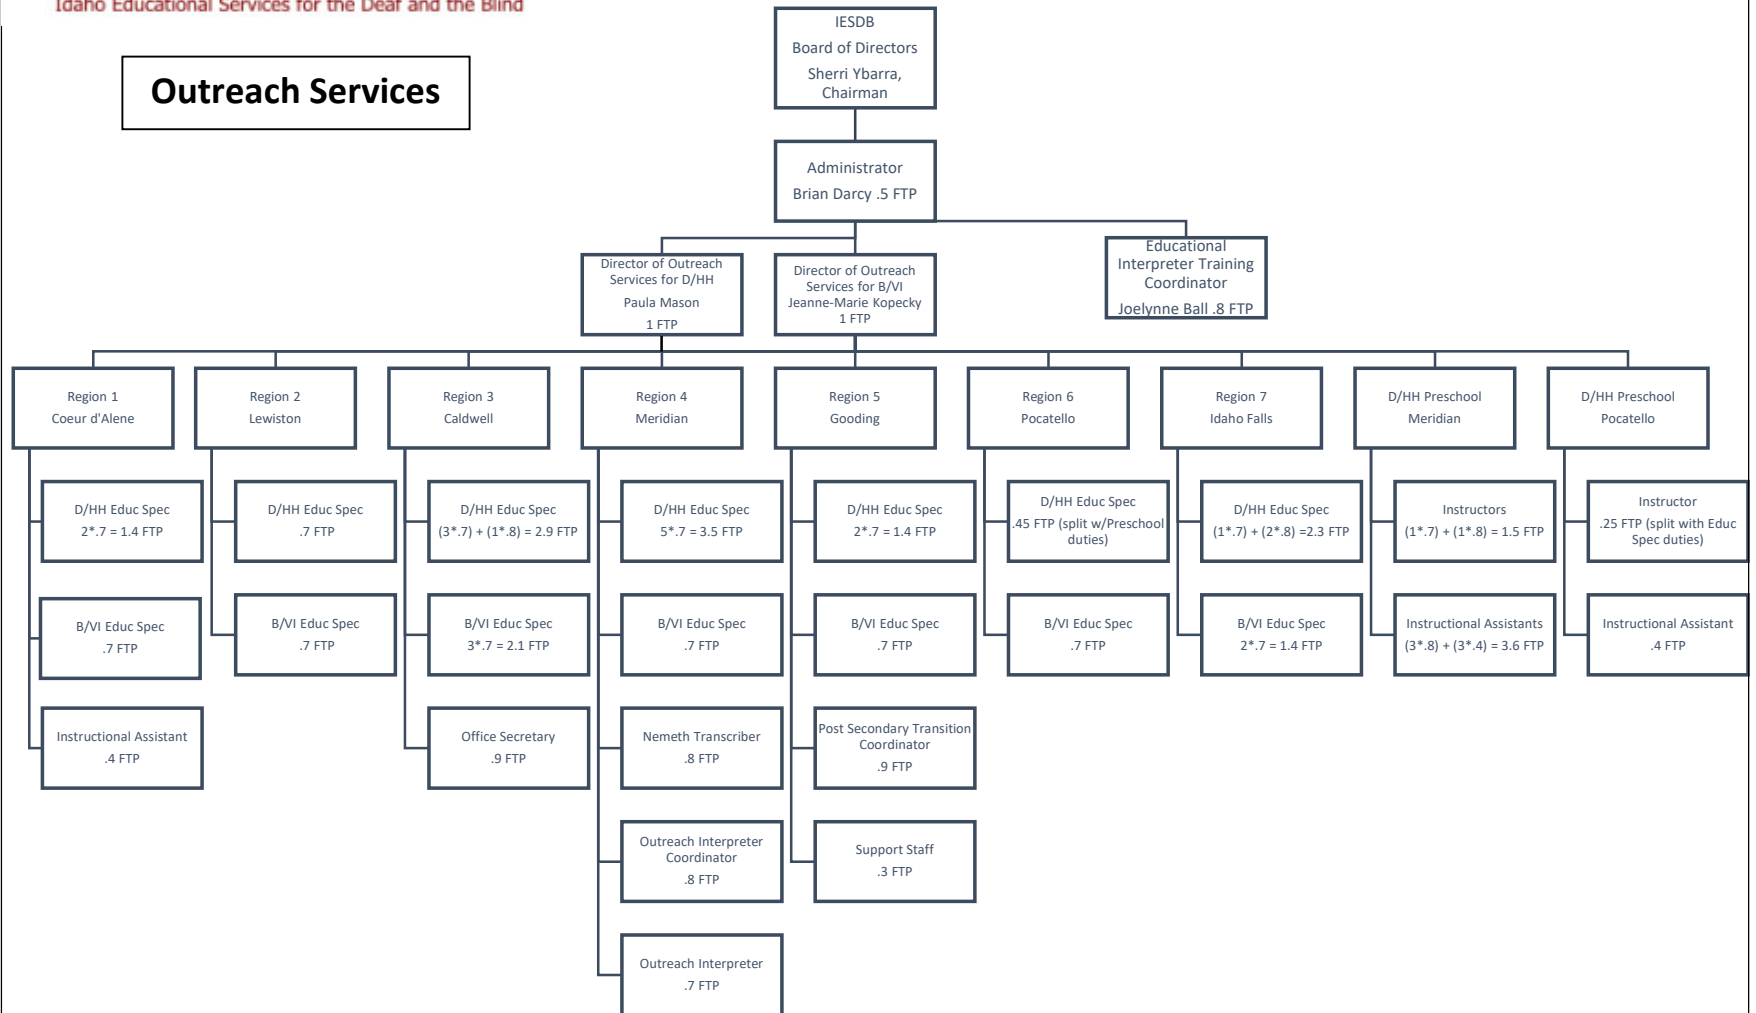 Idaho Educational Services for the Deaf and the Blind
Outreach Services
IESDB
Board of Directors
Sherri Ybarra,
Chairman
Administrator
Brian Darcy .5 FTP
Director of Outreach
Services for D/HH
Paula Mason
1 FTP
Director of Outreach
Services for B/VI
Jeanne-Marie Kopecky
1 FTP
Educational
Interpreter Training
Coordinator
Joelynne Ball .8 FTP
Region 1
Coeur d'Alene
D/HH Educ Spec
2*.7 = 1.4 FTP
B/VI Educ Spec
.7 FTP
Instructional Assistant
.4 FTP
Region 2
Lewiston
D/HH Educ Spec
.7 FTP
B/VI Educ Spec
.7 FTP
Region 3
Caldwell
D/HH Educ Spec
(3*.7) + (1*.8) = 2.9 FTP
B/VI Educ Spec
3*.7 = 2.1 FTP
Office Secretary
.9 FTP
Region 4
Meridian
D/HH Educ Spec
5*.7 = 3.5 FTP
B/VI Educ Spec
.7 FTP
Nemeth Transcriber
.8 FTP
Outreach Interpreter
Coordinator
.8 FTP
Outreach Interpreter
.7 FTP
Region 5
Gooding
D/HH Educ Spec
2*.7 = 1.4 FTP
B/VI Educ Spec
.7 FTP
Post Secondary Transition
Coordinator
.9 FTP
Support Staff
.3 FTP
Region 6
Pocatello
D/HH Educ Spec
.45 FTP (split w/Preschool
duties)
B/VI Educ Spec
.7 FTP
Region 7
Idaho Falls
D/HH Educ Spec
(1*.7) + (2*.8) =2.3 FTP
B/VI Educ Spec
2*.7 = 1.4 FTP
D/HH Preschool
Meridian
Instructors
(1*.7) + (1*.8) = 1.5 FTP
Instructional Assistants
(3*.8) + (3*.4) = 3.6 FTP
D/HH Preschool
Pocatello
Instructor
.25 FTP (split with Educ
Spec duties)
Instructional Assistant
.4 FTP